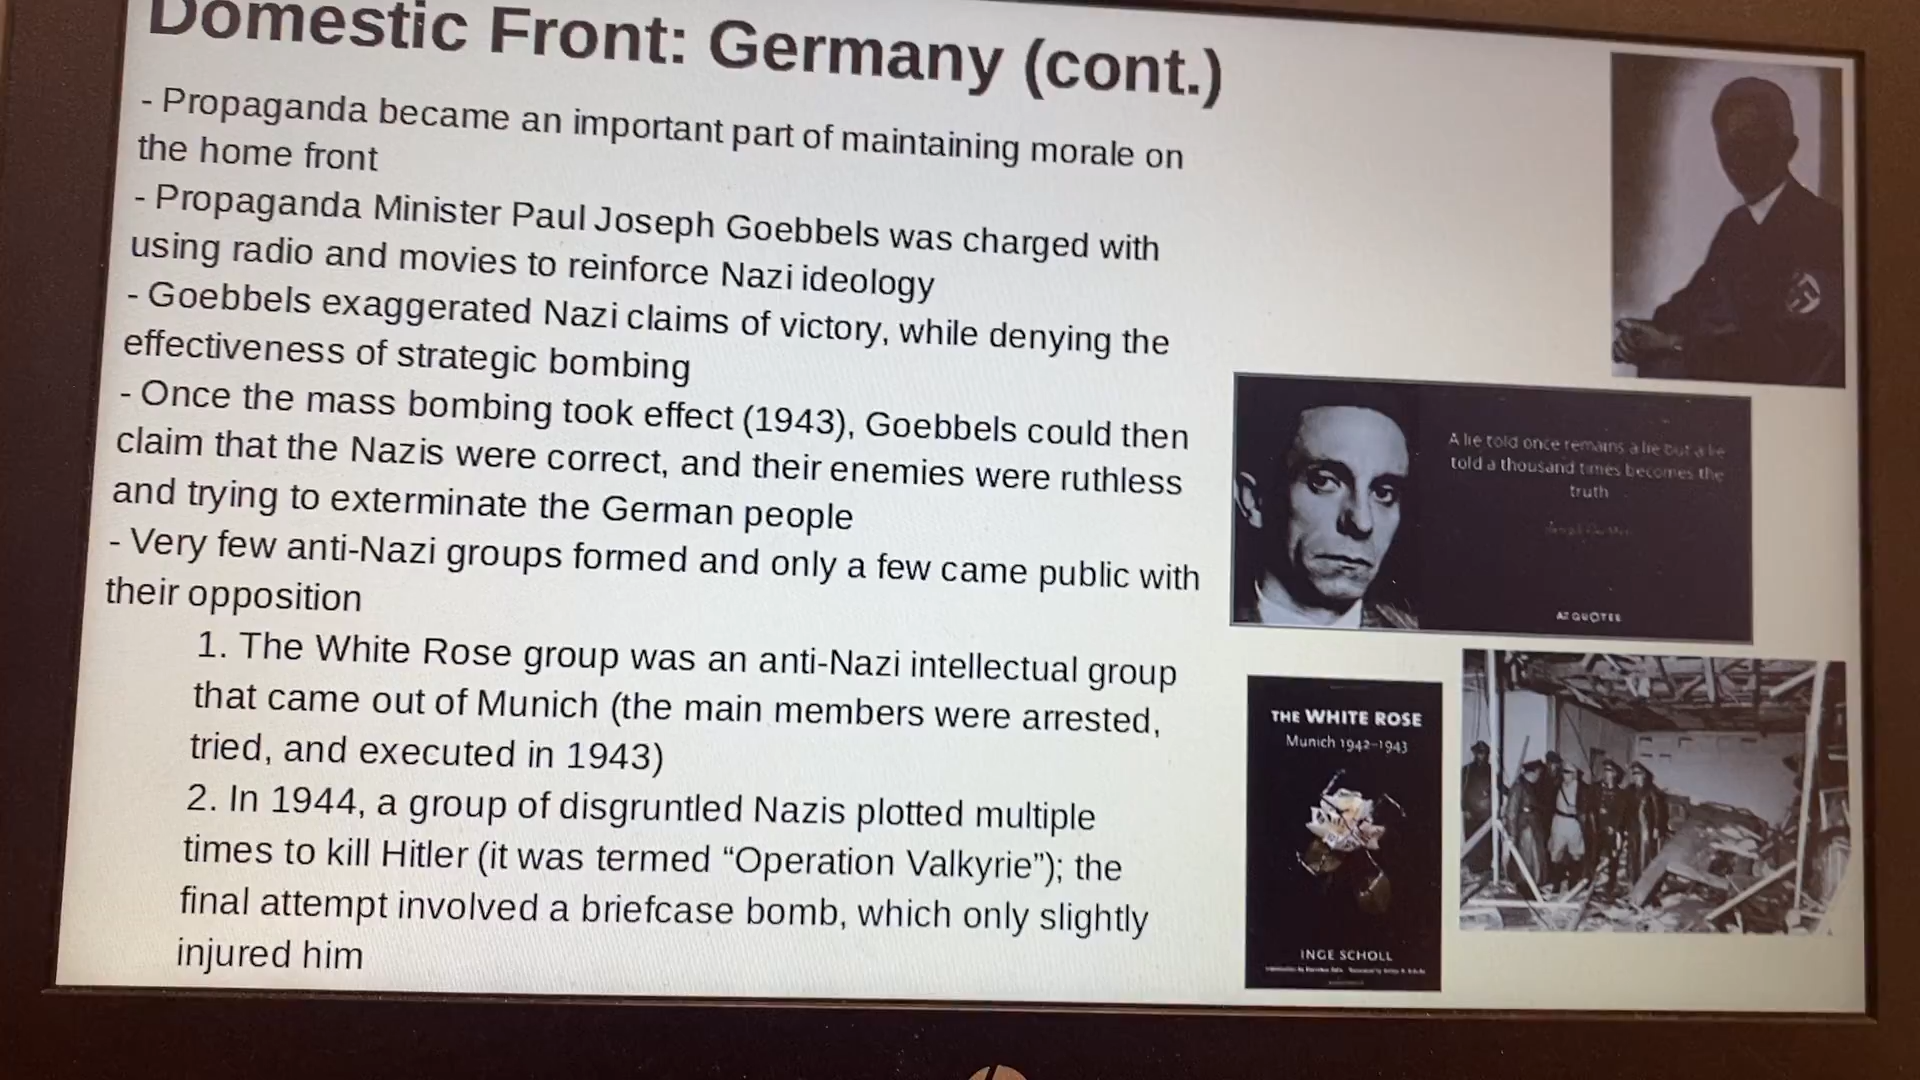 Domestic Front: Germany (cont.)
- Propaganda became an important part of maintaining morale on
the home front
- Propaganda Minister Paul Joseph Goebbels was charged with
using radio and movies to reinforce Nazi ideology
- Goebbels exaggerated Nazi claims of victory, while denying the
effectiveness of strategic bombing
- Once the mass bombing took effect (1943), Goebbels could then
claim that the Nazis were correct, and their enemies were ruthless
and trying to exterminate the German people
- Very few anti-Nazi groups formed and only a few came public with
their opposition
1. The White Rose group was an anti-Nazi intellectual group
that came out of Munich (the main members were arrested,
tried, and executed in 1943)
2. In 1944, a group of disgruntled Nazis plotted multiple
times to kill Hitler (it was termed “Operation Valkyrie”); the
final attempt involved a briefcase bomb, which only slightly
injured him
A lie told once remains a lie but a lie
told a thousand times becomes the
truth
AZ QUOTES
THE WHITE ROSE
Munich 1942–1943
INGE SCHOLL